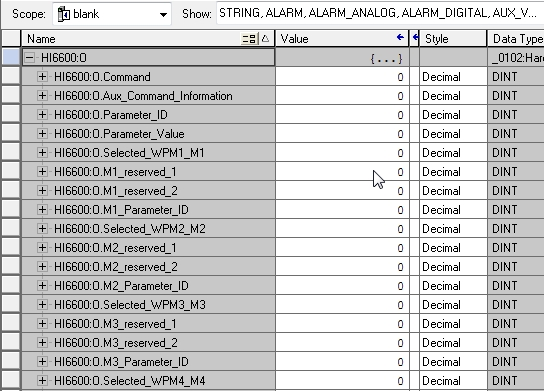 Scope: blank Show: STRING, ALARM, ALARM_ANALOG, ALARM_DIGITAL, AUX_V...
Name Value Style Data Type
HI6600:O {...} _0102:Hard
HI6600:O.Command 0 Decimal DINT
HI6600:O.Aux_Command_Information 0 Decimal DINT
HI6600:O.Parameter_ID 0 Decimal DINT
HI6600:O.Parameter_Value 0 Decimal DINT
HI6600:O.Selected_WPM1_M1 0 Decimal DINT
HI6600:O.M1_reserved_1 0 Decimal DINT
HI6600:O.M1_reserved_2 0 Decimal DINT
HI6600:O.M1_Parameter_ID 0 Decimal DINT
HI6600:O.Selected_WPM2_M2 0 Decimal DINT
HI6600:O.M2_reserved_1 0 Decimal DINT
HI6600:O.M2_reserved_2 0 Decimal DINT
HI6600:O.M2_Parameter_ID 0 Decimal DINT
HI6600:O.Selected_WPM3_M3 0 Decimal DINT
HI6600:O.M3_reserved_1 0 Decimal DINT
HI6600:O.M3_reserved_2 0 Decimal DINT
HI6600:O.M3_Parameter_ID 0 Decimal DINT
HI6600:O.Selected_WPM4_M4 0 Decimal DINT